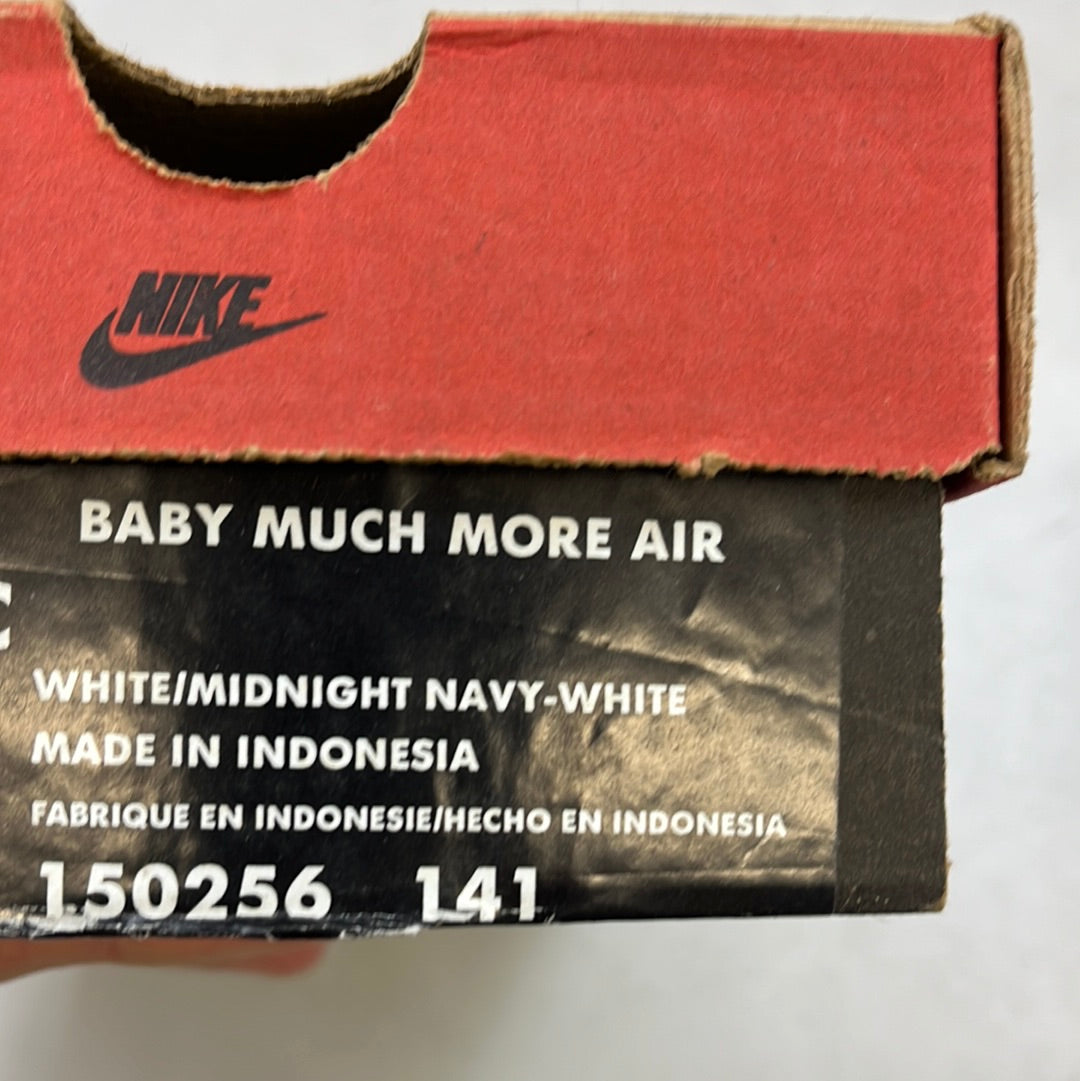 NIKE
BABY MUCH MORE AIR
C
WHITE/MIDNIGHT NAVY-WHITE
MADE IN INDONESIA
FABRIQUE EN INDONESIE/HECHO EN INDONESIA
150256 141